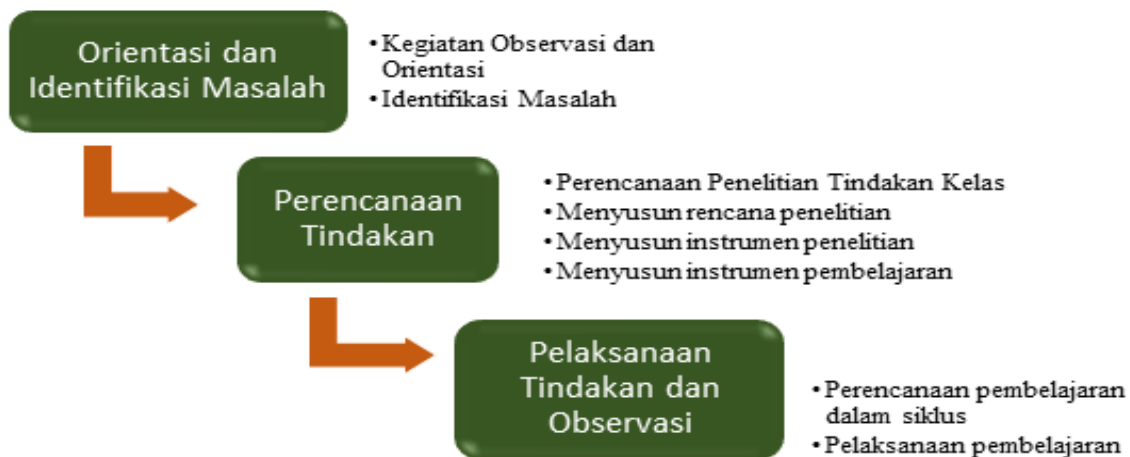 Orientasi dan
Identifikasi Masalah
•Kegiatan Observasi dan
Orientasi
•Identifikasi Masalah
Perencanaan
Tindakan
•Perencanaan Penelitian Tindakan Kelas
•Menyusun rencana penelitian
•Menyusun instrumen penelitian
•Menyusun instrumen pembelajaran
Pelaksanaan
Tindakan dan
Observasi
•Perencanaan pembelajaran
dalam siklus
•Pelaksanaan pembelajaran